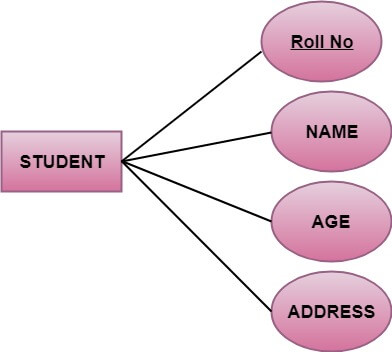 Roll No
NAME
STUDENT
AGE
ADDRESS